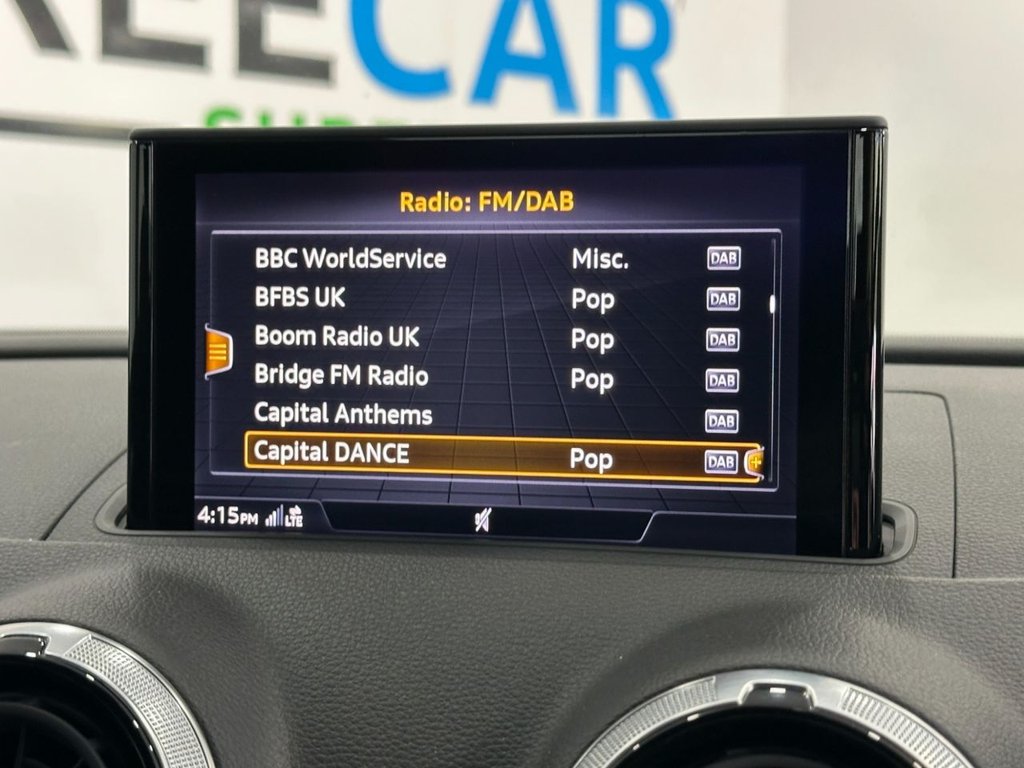 CAR
Radio: FM/DAB
BBC WorldService Misc. DAB
BFBS UK Pop DAB
Boom Radio UK Pop DAB
Bridge FM Radio Pop DAB
Capital Anthems DAB
Capital DANCE Pop DAB
4:15PM LTE